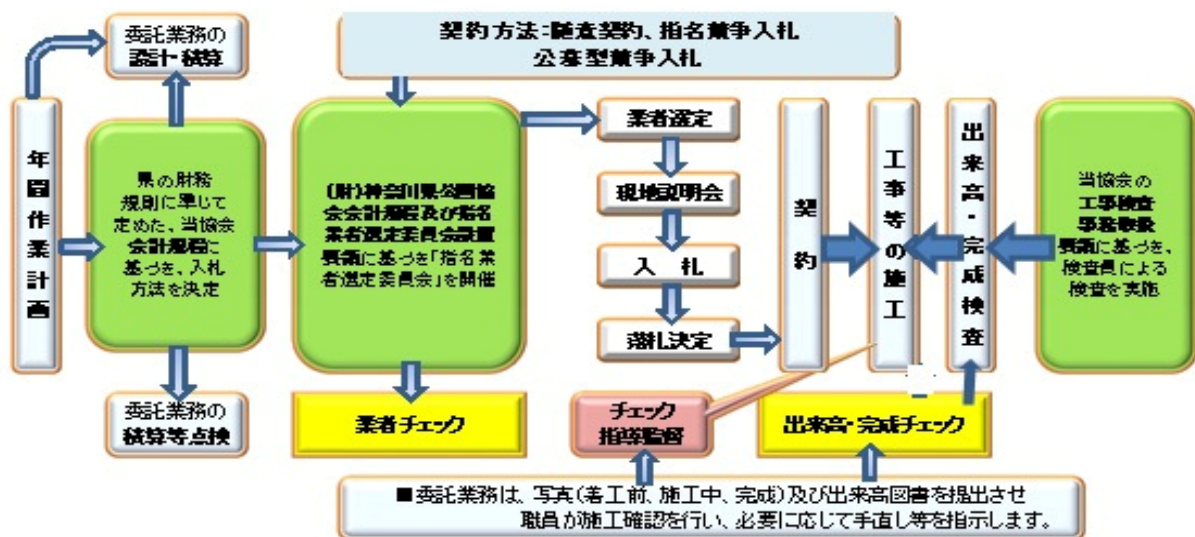 委託業務の
設計・積算
契約方法:随意契約、指名競争入札
公募型競争入札
年間作業計画
県の財務
規則に準じて
定めた、当協会
会計規程に
基づき、入札
方法を決定
(財)神奈川県公園協
会会計規程及び指名
業者選定委員会設置
要領に基づき「指名業
者選定委員会」を開催
業者選定
現地説明会
入 札
落札決定
契約
工事等の施工
出来高・完成検査
当協会の
工事検査
事務取扱
要領に基づき、
検査員による
検査を実施
委託業務の
積算等点検
業者チェック
チェック
指導監督
出来高・完成チェック
■委託業務は、写真(着工前、施工中、完成)及び出来高図書を提出させ
職員が施工確認を行い、必要に応じて手直し等を指示します。